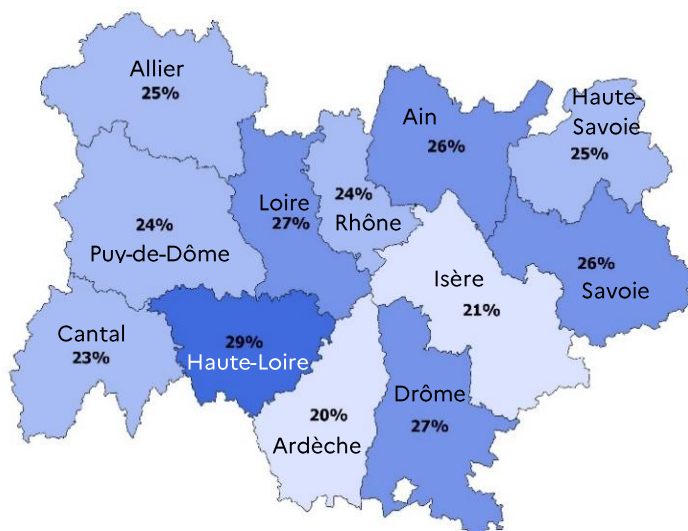 Allier
25%
Ain
26%
Haute-
Savoie
25%
Loire
27%
24%
Rhône
24%
Puy-de-Dôme
Isère
21%
26%
Savoie
Cantal
23%
29%
Haute-Loire
20%
Ardèche
Drôme
27%